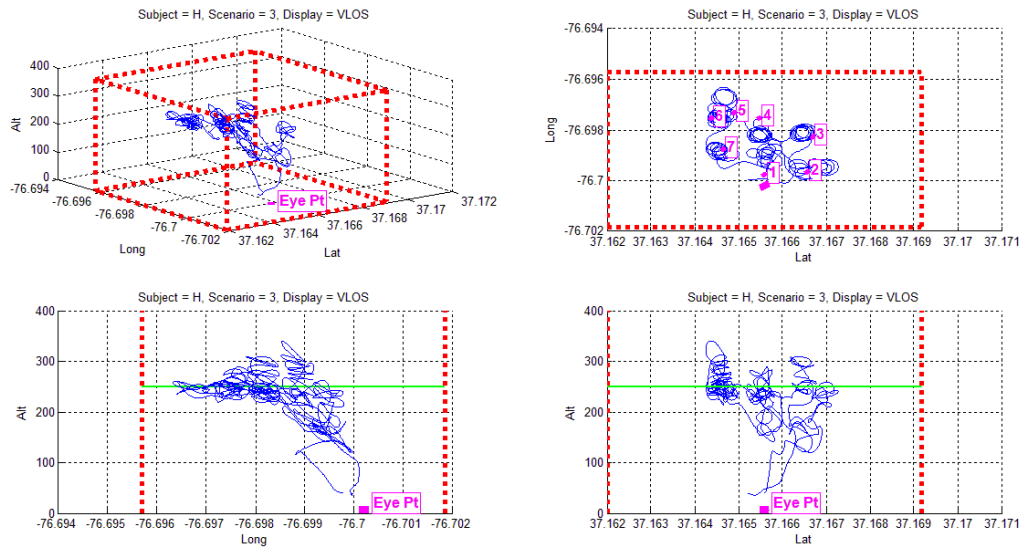 Subject = H, Scenario = 3, Display = VLOS
400
300
200
100
0
Alt
-76.694
-76.696
-76.698
-76.7
-76.702
Long
37.162
37.164
37.166
37.168
37.17
37.172
Lat
Eye Pt
Subject = H, Scenario = 3, Display = VLOS
-76.694
-76.696
-76.698
-76.7
-76.702
Long
5
4
6
3
7
1
2
37.162 37.163 37.164 37.165 37.166 37.167 37.168 37.169 37.17 37.171
Lat
Subject = H, Scenario = 3, Display = VLOS
400
300
200
100
0
Alt
Eye Pt
-76.694 -76.695 -76.696 -76.697 -76.698 -76.699 -76.7 -76.701 -76.702
Long
Subject = H, Scenario = 3, Display = VLOS
400
300
200
100
0
Alt
Eye Pt
37.162 37.163 37.164 37.165 37.166 37.167 37.168 37.169 37.17 37.171
Lat